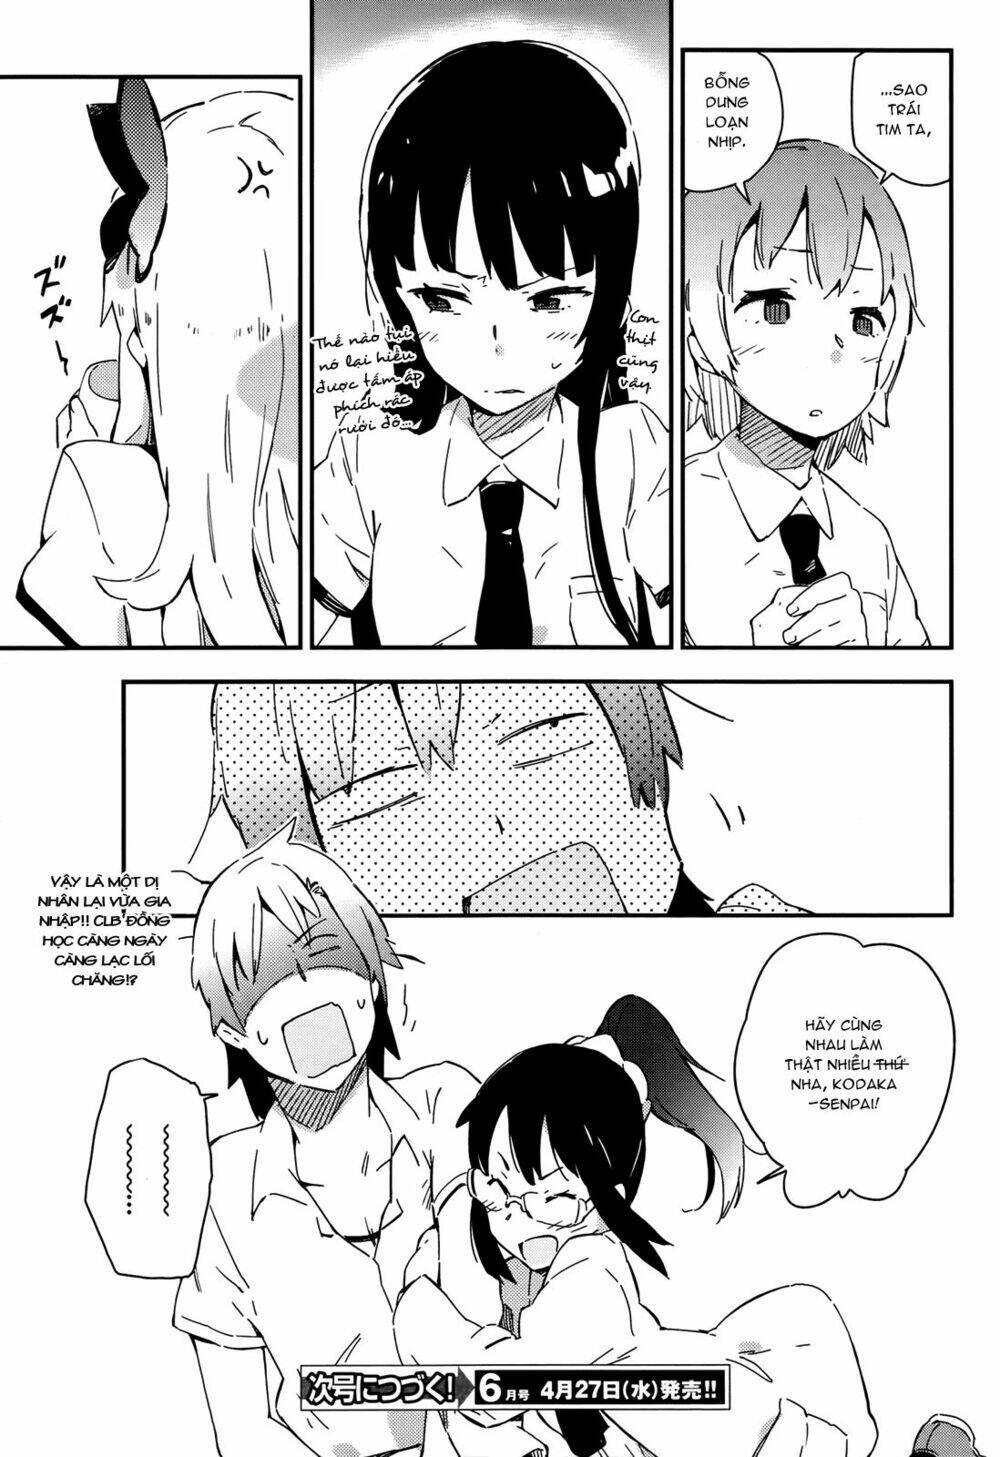 ...SAO
TRÁI
TIM TA,
BỖNG
DƯNG
LOẠN
NHỊP.
Con
thịt
cũng
vậy
Thế nào tụi
nó lại hiểu
được tấm áp
phích rác
rưởi đó...
ズズー
VẬY LÀ MỘT DỊ
NHÂN LẠI VỪA GIA
NHẬP!! CLB ĐỒNG
HỌC CÀNG NGÀY
CÀNG LẠC LỐI
CHĂNG!?
HÃY CÙNG
NHAU LÀM
THẬT NHIỀU THỨ
NHA, KODAKA
-SENPAI!
次号につづく! 6月号 4月27日(水)発売!!